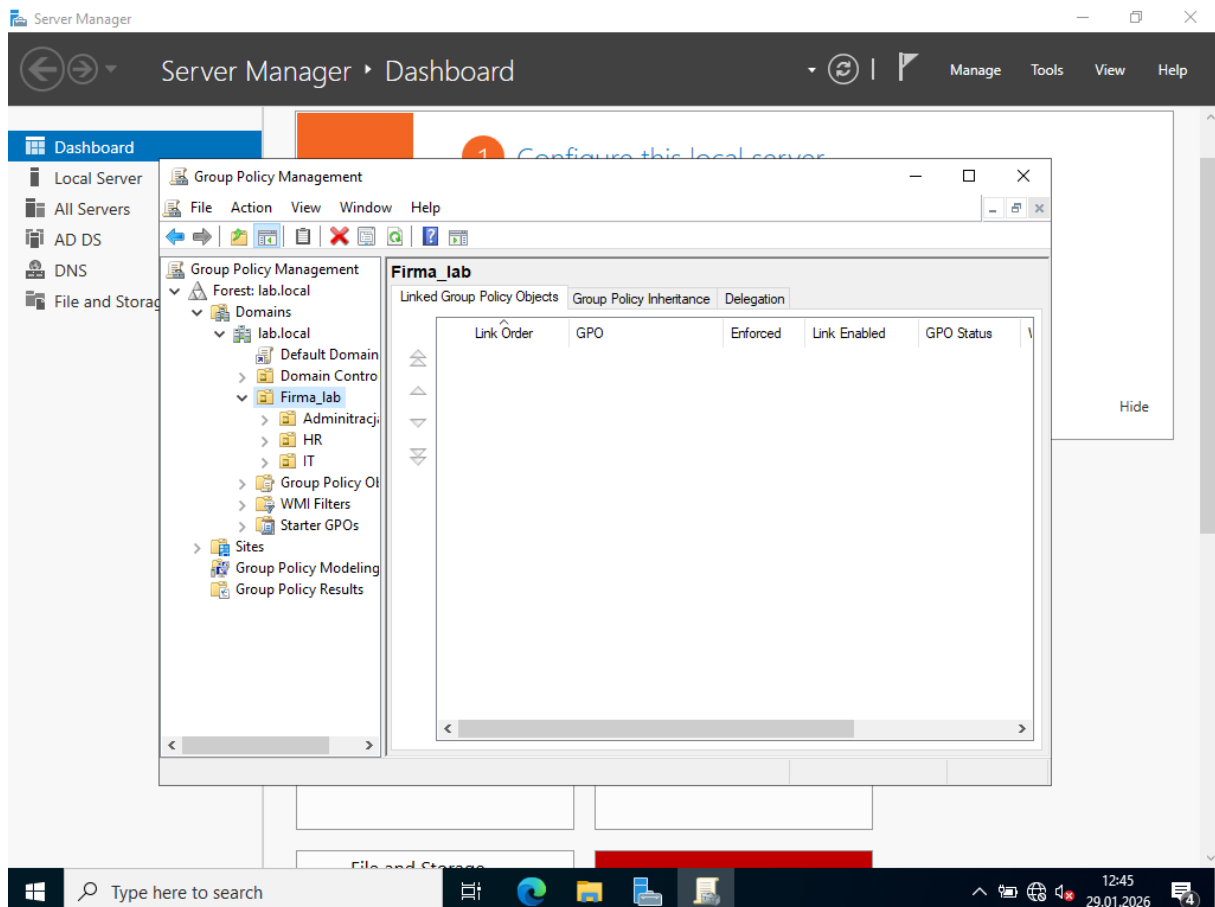 Server Manager
Server Manager ‣ Dashboard
Manage Tools View Help
Dashboard
Local Server
All Servers
AD DS
DNS
File and Storag
1 Configure this local server
Hide
Group Policy Management
File Action View Window Help
Group Policy Management
Forest: lab.local
Domains
lab.local
Default Domain
Domain Contro
Firma_lab
Adminitracj
HR
IT
Group Policy Ob
WMI Filters
Starter GPOs
Sites
Group Policy Modeling
Group Policy Results
Firma_lab
Linked Group Policy Objects Group Policy Inheritance Delegation
Link Order GPO Enforced Link Enabled GPO Status
File and Storage
Type here to search
12:45
29.01.2026
4